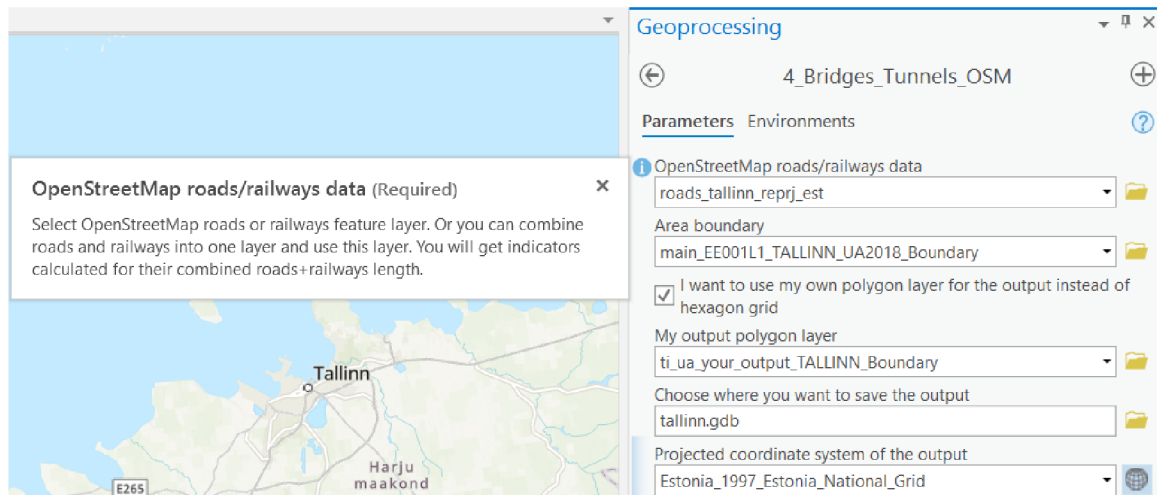 Geoprocessing
4_Bridges_Tunnels_OSM
Parameters Environments
OpenStreetMap roads/railways data
roads_tallinn_reprj_est
Area boundary
main_EE001L1_TALLINN_UA2018_Boundary
I want to use my own polygon layer for the output instead of
hexagon grid
My output polygon layer
ti_ua_your_output_TALLINN_Boundary
Choose where you want to save the output
tallinn.gdb
Projected coordinate system of the output
Estonia_1997_Estonia_National_Grid
OpenStreetMap roads/railways data (Required)
Select OpenStreetMap roads or railways feature layer. Or you can combine
roads and railways into one layer and use this layer. You will get indicators
calculated for their combined roads+railways length.
Tallinn
Harju
maakond
E265